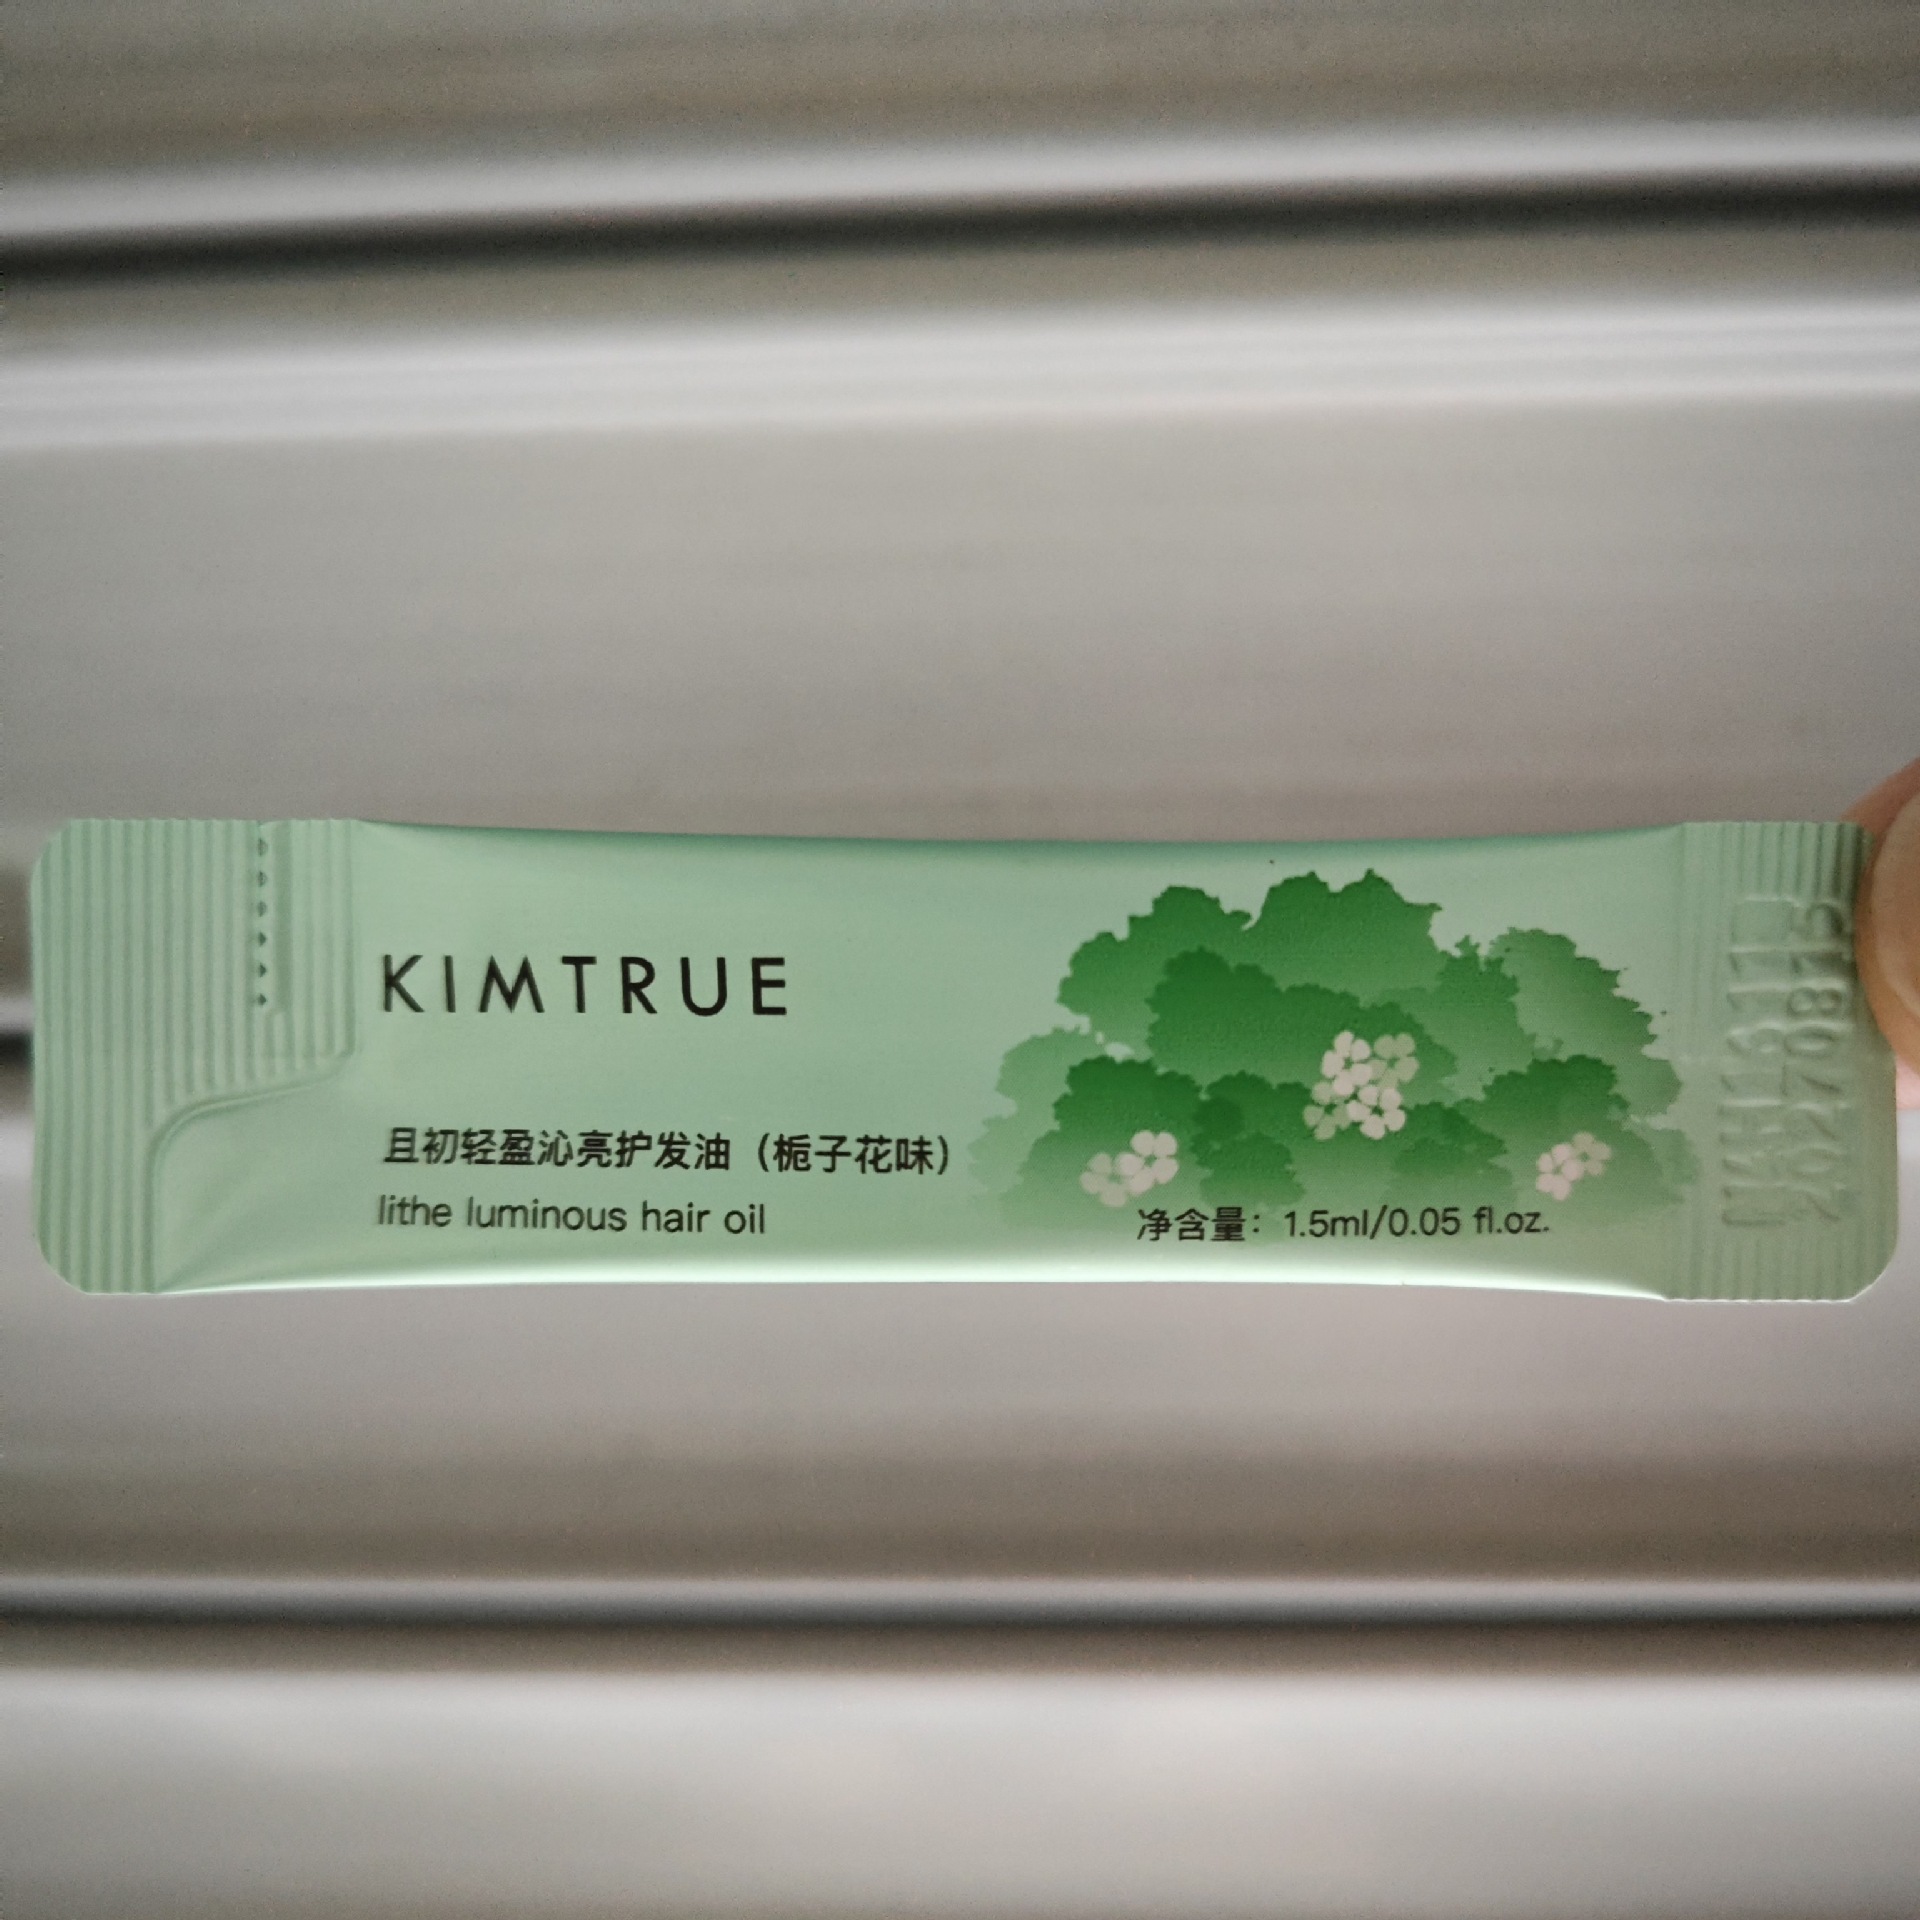 KIMTRUE
且初轻盈沁亮护发油（栀子花味）
lithe luminous hair oil
净含量：1.5ml/0.05 fl.oz.
20270815